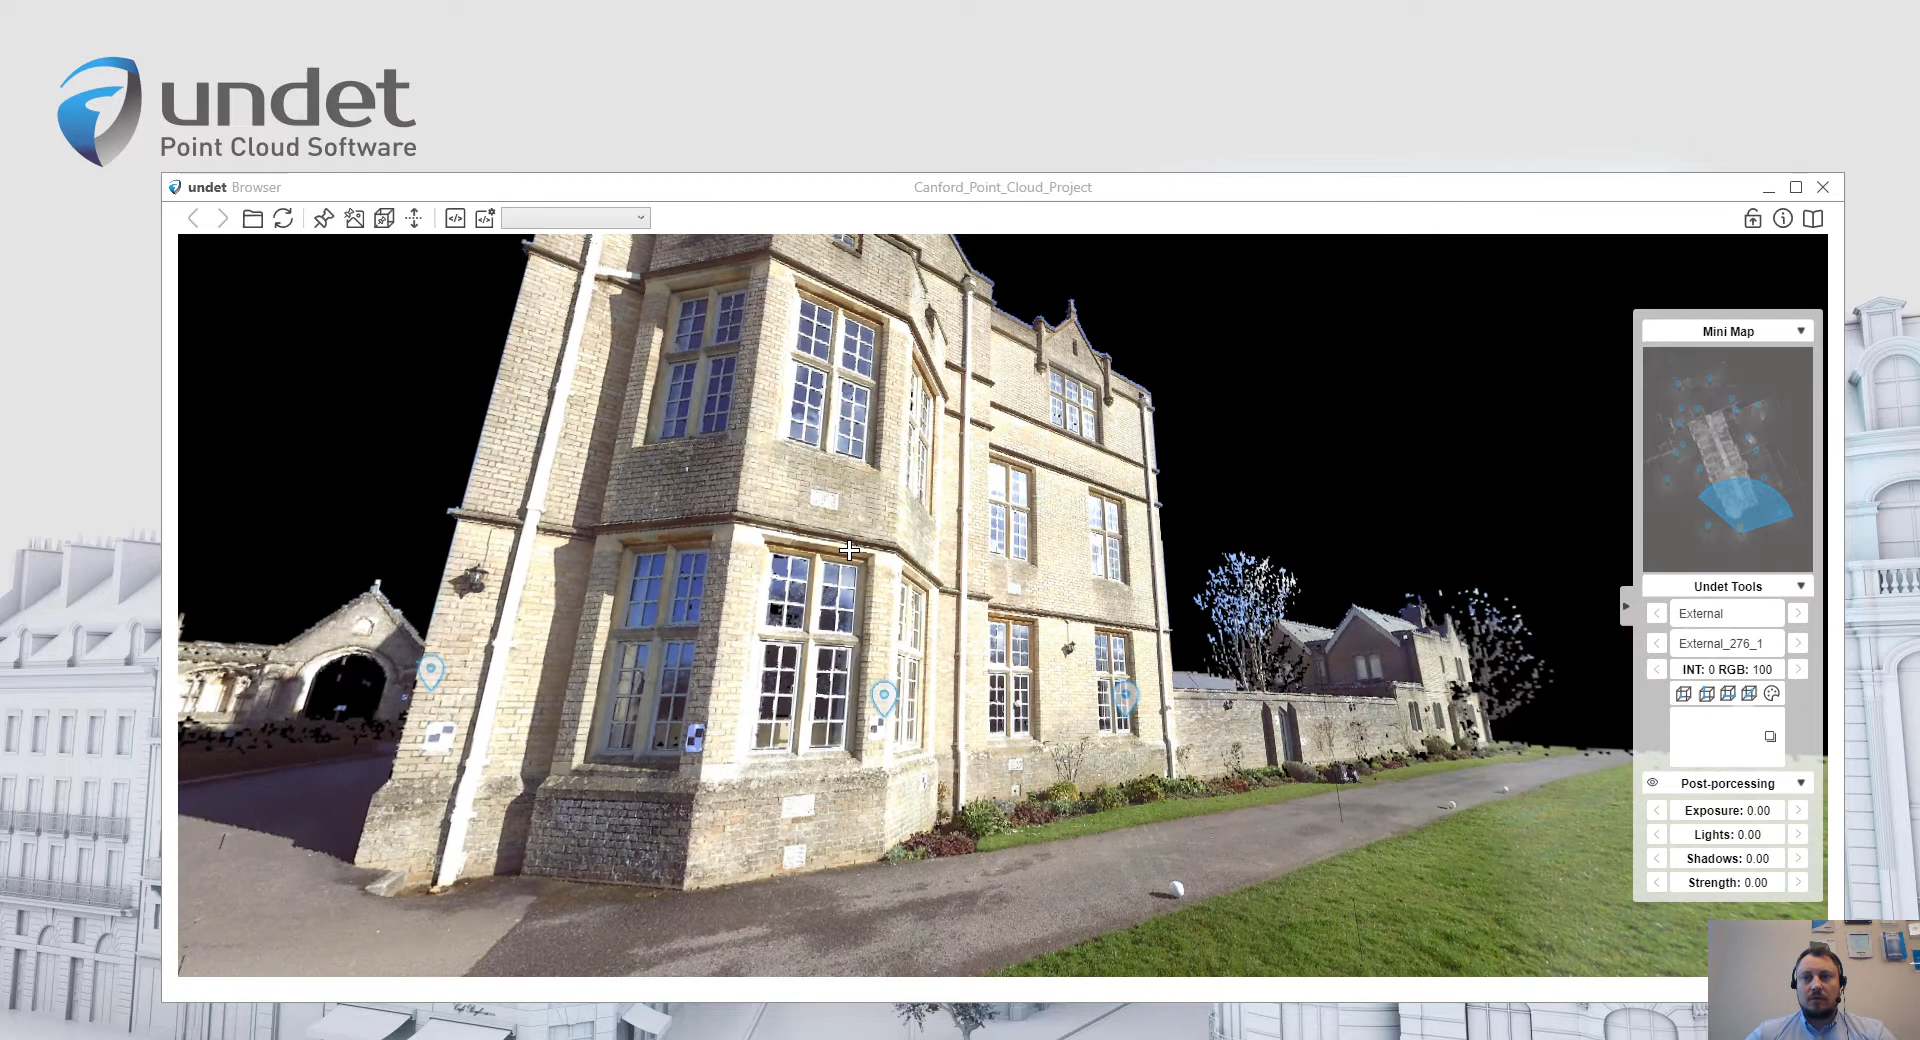 undet
Point Cloud Software
undet Browser
Canford_Point_Cloud_Project
Mini Map
Undet Tools
External
External_276_1
INT: 0 RGB: 100
Post-porcessing
Exposure: 0.00
Lights: 0.00
Shadows: 0.00
Strength: 0.00